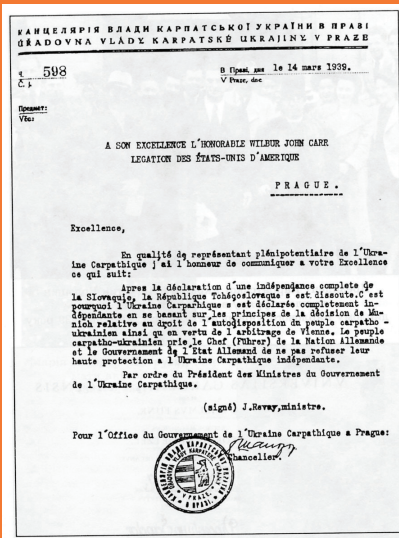 КАНЦЕЛЯРІЯ ВЛАДИ КАРПАТСЬКОЇ УКРАЇНИ В ПРАЗІ
ÚŘADOVNA VLÁDY KARPATSKÉ UKRAJINY V PRAZE
ч. 598
Č. j.
В Празі, дня le 14 mars 1939.
V Praze, dne
Предмет:
Věc:
A SON EXCELLENCE L´HONORABLE WILBUR JOHN CARR
LEGATION DES ÉTATS-UNIS D´AMERIQUE
PRAGUE.
Excellence,
En qualité de représentant plénipotentiaire de l´Ukra-
ine Carpathique j´ai l´honneur de communiquer a votre Excellence
ce qui suit:
Apres la déclaration d´une indépendance complete de
la Slovaquie, la République Tchégoslovaque s´est dissoute.C´est
pourquoi l´Ukraine Carparhique s´est déclarée completement in-
dépendante en se basant sur les principes de la décision de Mu-
nich relative au droit de l´autodisposition du peuple carpatho-
ukrainien ainsi qu´en vertu de l´arbitrage de Vienne. Le peuple
carpatho-ukrainien prie le Chef (Führer) de la Nation Allemande
et le Gouvernement de l´Etat Allemand de ne pas refuser leur
haute protection a l´Ukraine Carpathique indépendante.
Par ordre du Président des Ministres du Gouvernement
de l´Ukraine Carpathique.
(signé) J.Revay,ministre.
Pour l´Office du Gouvernement de l´Ukraine Carpathique a Prague:
Chancelier.